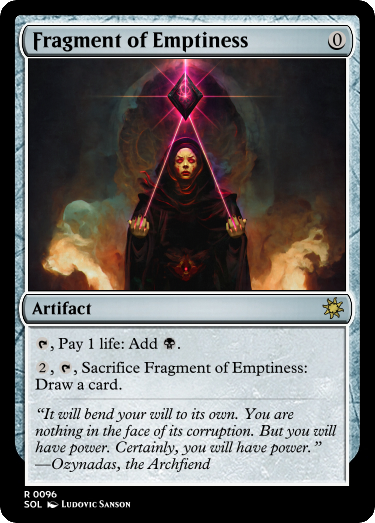 Fragment of Emptiness 0
Artifact
, Pay 1 life: Add .
2, , Sacrifice Fragment of Emptiness:
Draw a card.
“It will bend your will to its own. You are
nothing in the face of its corruption. But you will
have power. Certainly, you will have power.”
—Ozynadas, the Archfiend
R 0096
SOL Ludovic Sanson